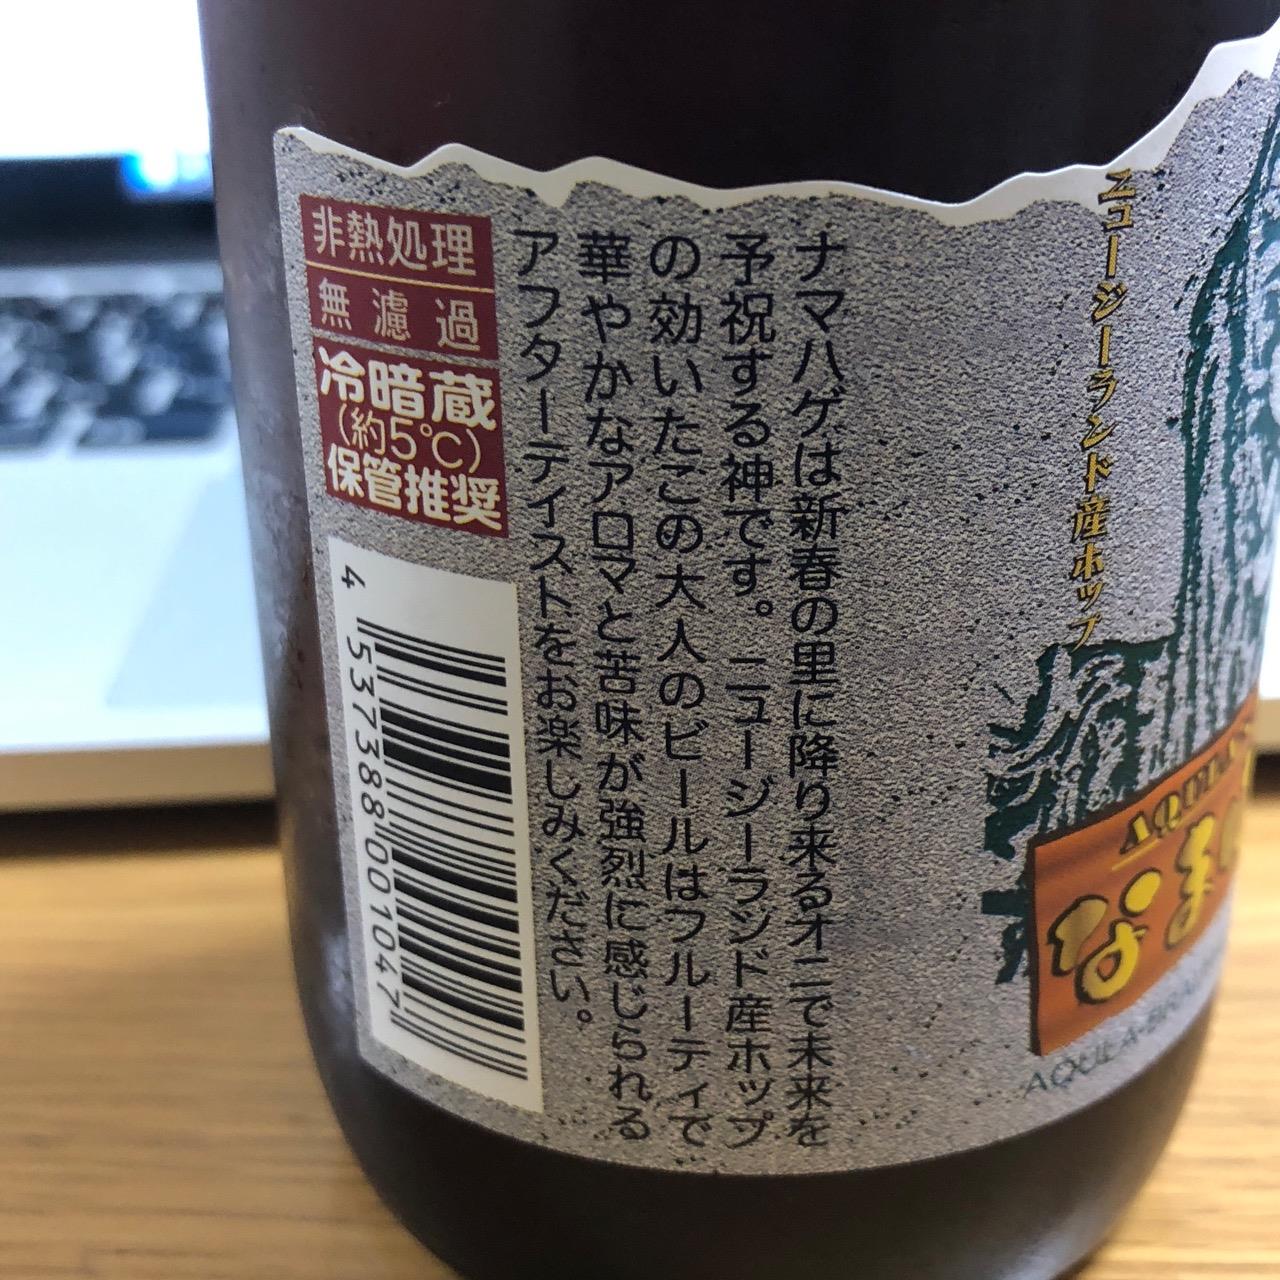 ニュージーランド産ホップ
ナマハゲは新春の里に降り来るオニで未来を
予祝する神です。ニュージーランド産ホップ
の効いたこの大人のビールはフルーティで
華やかなアロマと苦味が強烈に感じられる
アフターテイストをお楽しみください。
非熱処理
無濾過
冷暗蔵
(約5℃)
保管推奨
4 537388 001047
なま
AQULA